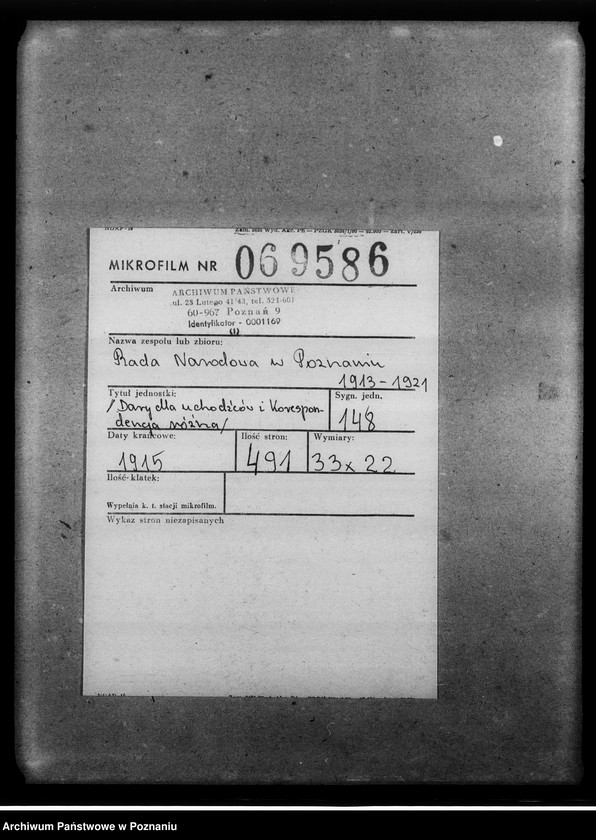 MIKROFILM NR 069586
Archiwum
ARCHIWUM PAŃSTWOWE
ul. 23 Lutego 41/43, tel. 521-601
60-967 Poznań 9
Identyfikator - 0001169
(1)
Nazwa zespołu lub zbioru:
Rada Narodowa w Poznaniu
1913-1921
Tytuł jednostki:
/Dary dla uchodźców i Korespon-
dencja różna/
Sygn. jedn.
148
Daty krańcowe:
1915
Ilość stron:
491
Wymiary:
33 x 22
Ilość klatek:
Wypełnia k. t. stacji mikrofilm.
Wykaz stron niezapisanych
Archiwum Państwowe w Poznaniu